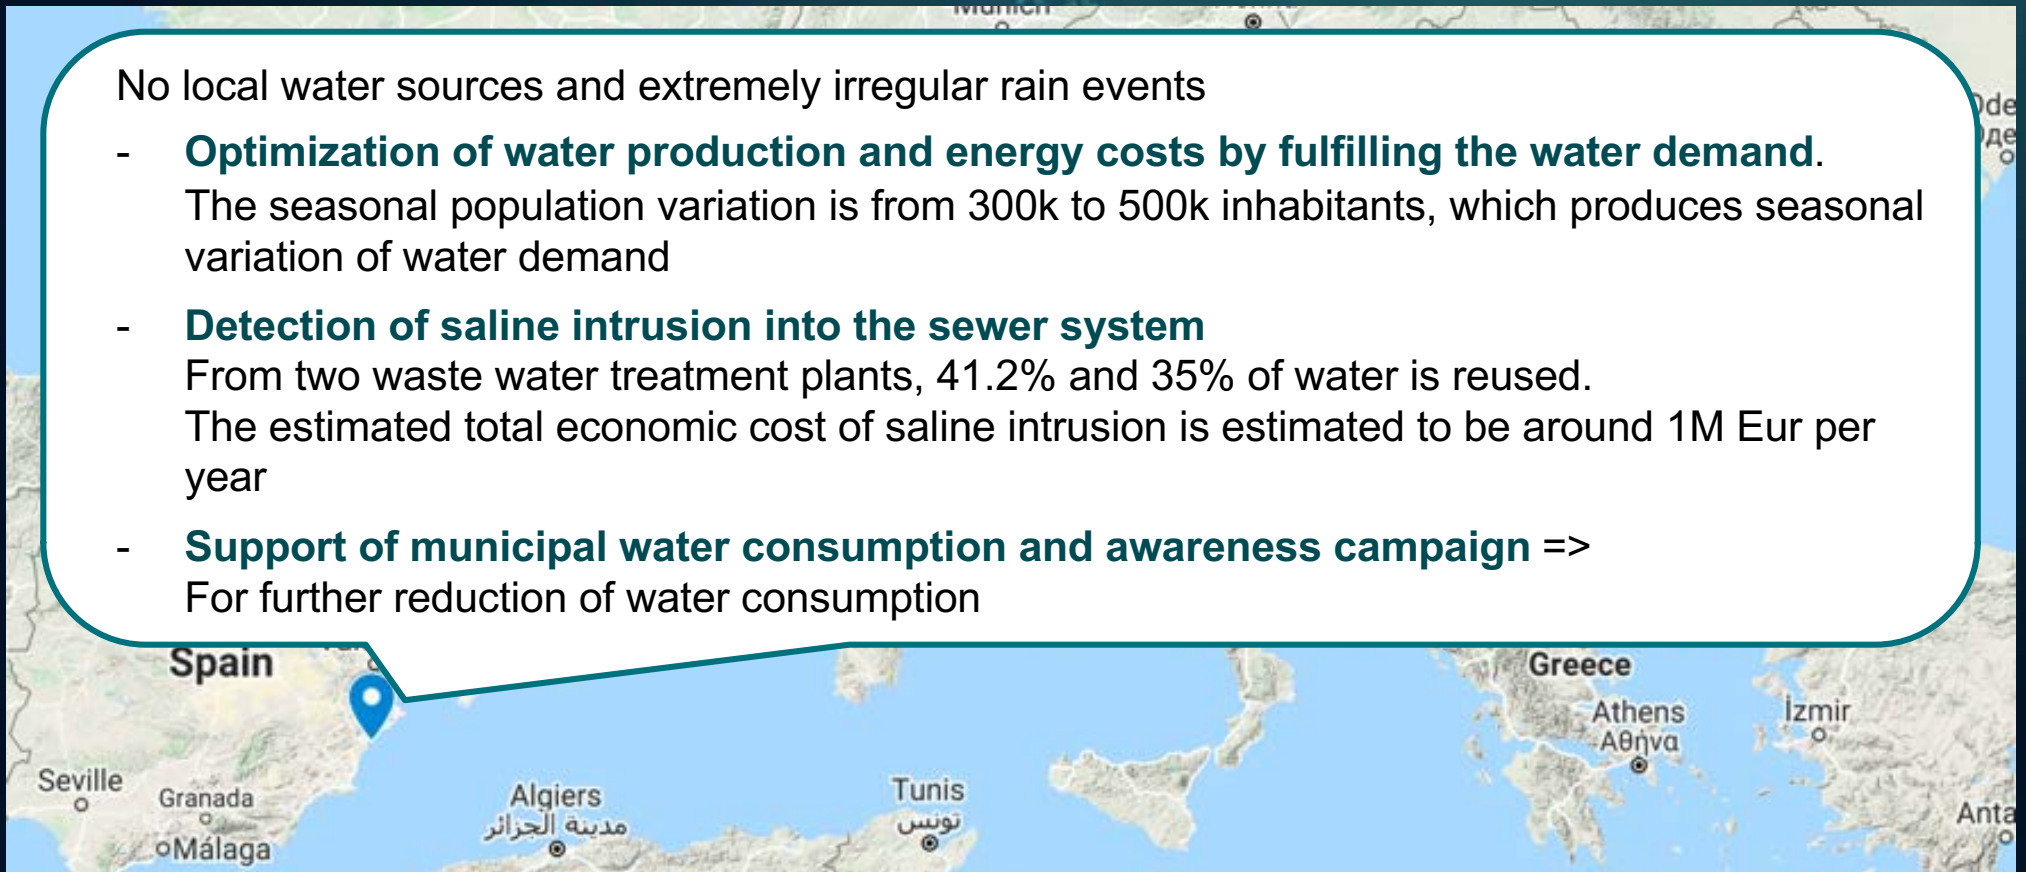 No local water sources and extremely irregular rain events
- Optimization of water production and energy costs by fulfilling the water demand.
The seasonal population variation is from 300k to 500k inhabitants, which produces seasonal
variation of water demand
- Detection of saline intrusion into the sewer system
From two waste water treatment plants, 41.2% and 35% of water is reused.
The estimated total economic cost of saline intrusion is estimated to be around 1M Eur per
year
- Support of municipal water consumption and awareness campaign =>
For further reduction of water consumption
Spain
Greece
Athens
Αθήνα
İzmir
Seville
Granada
Málaga
Algiers
مدينة الجزائر
Tunis
تونس
Anta